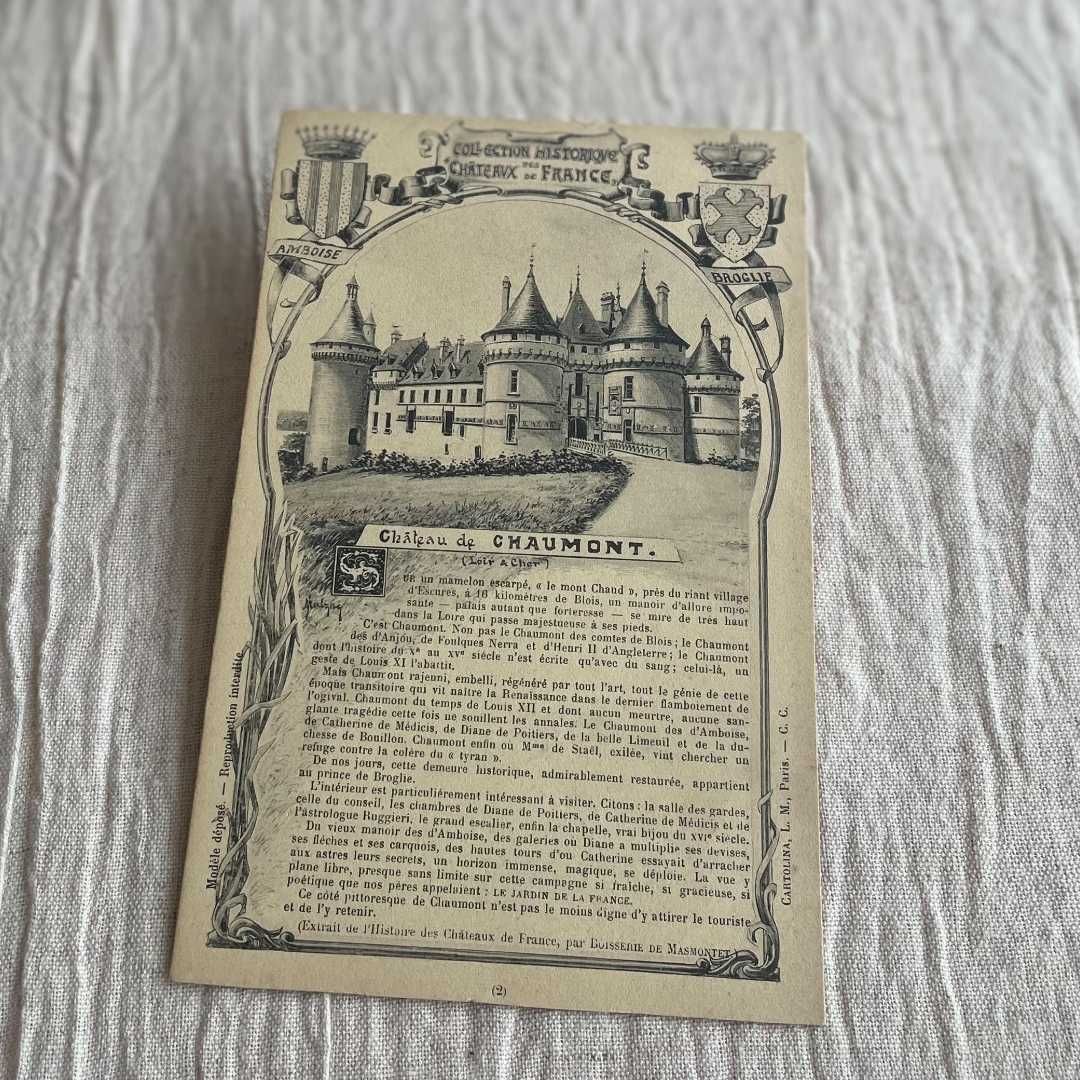 COLLECTION HISTORIQUE
DES
CHÂTEAUX DE FRANCE
AMBOISE
BROGLIE
Château de CHAUMONT.
(Loir & Cher)
SUR un mamelon escarpé, « le mont Chaud », près du riant village
d'Escures, à 16 kilomètres de Blois, un manoir d'allure impo-
sante — palais autant que forteresse — se mire de très haut
dans la Loire qui passe majestueuse à ses pieds.
C'est Chaumont. Non pas le Chaumont des comtes de Blois ; le Chaumont
des d'Anjou, de Foulques Nerra et d'Henri II d'Angleterre ; le Chaumont
dont l'histoire du Xe au XVe siècle n'est écrite qu'avec du sang ; celui-là, un
geste de Louis XI l'abattit.
Mais Chaumont rajeuni, embelli, régénéré par tout l'art, tout le génie de cette
époque transitoire qui vit naître la Renaissance dans le dernier flamboiement de
l'ogival. Chaumont du temps de Louis XII et dont aucun meurtre, aucune san-
glante tragédie cette fois ne souillent les annales. Le Chaumont des d'Amboise,
de Catherine de Médicis, de Diane de Poitiers, de la belle Limeuil et de la du-
chesse de Bouillon. Chaumont enfin où Mme de Staël, exilée, vint chercher un
refuge contre la colère du « tyran ».
De nos jours, cette demeure historique, admirablement restaurée, appartient
au prince de Broglie.
L'intérieur est particulièrement intéressant à visiter. Citons : la salle des gardes,
celle du conseil, les chambres de Diane de Poitiers, de Catherine de Médicis et de
l'astrologue Ruggieri, le grand escalier, enfin la chapelle, vrai bijou du XVIe siècle.
Du vieux manoir des d'Amboise, des galeries où Diane a multiplié ses devises,
ses flèches et ses carquois, des hautes tours d'ou Catherine essayait d'arracher
aux astres leurs secrets, un horizon immense, magique, se déploie. La vue y
plane libre, presque sans limite sur cette campagne si fraîche, si gracieuse, si
poétique que nos pères appelaient : LE JARDIN DE LA FRANCE.
Ce côté pittoresque de Chaumont n'est pas le moins digne d'y attirer le touriste
et de l'y retenir.
(Extrait de l'Histoire des Châteaux de France, par BOISSERIE DE MASMONTET.)
Modèle déposé. — Reproduction interdite
CARTOLINA, L. M., Paris. — C. C.
(2)